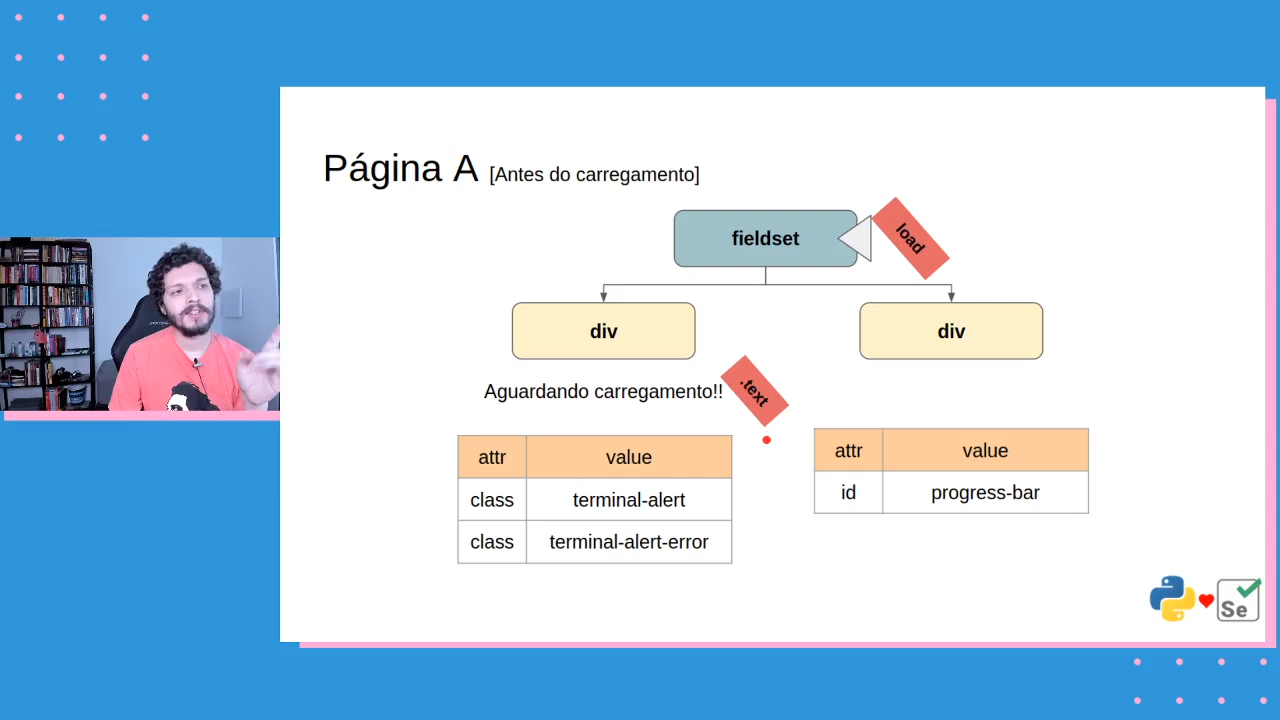 Página A [Antes do carregamento]
fieldset
load
div
div
Aguardando carregamento!!
.text
attr value
class terminal-alert
class terminal-alert-error
attr value
id progress-bar
Se